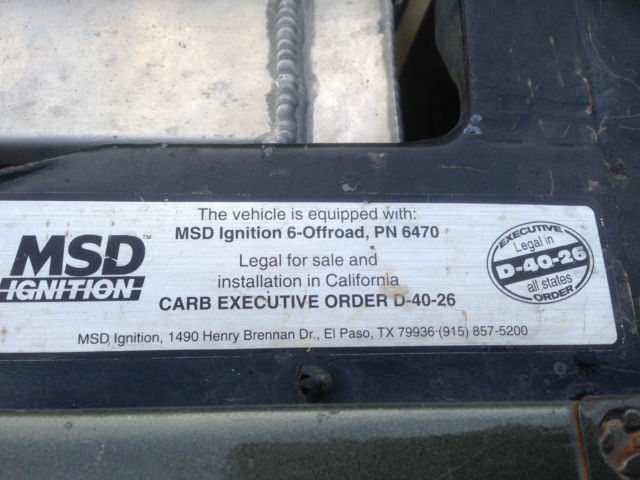 The vehicle is equipped with:
MSD Ignition 6-Offroad, PN 6470
Legal for sale and
installation in California
CARB EXECUTIVE ORDER D-40-26
MSD Ignition, 1490 Henry Brennan Dr., El Paso, TX 79936 (915) 857-5200
MSD™
IGNITION
EXECUTIVE
Legal in
D-40-26
all states
ORDER